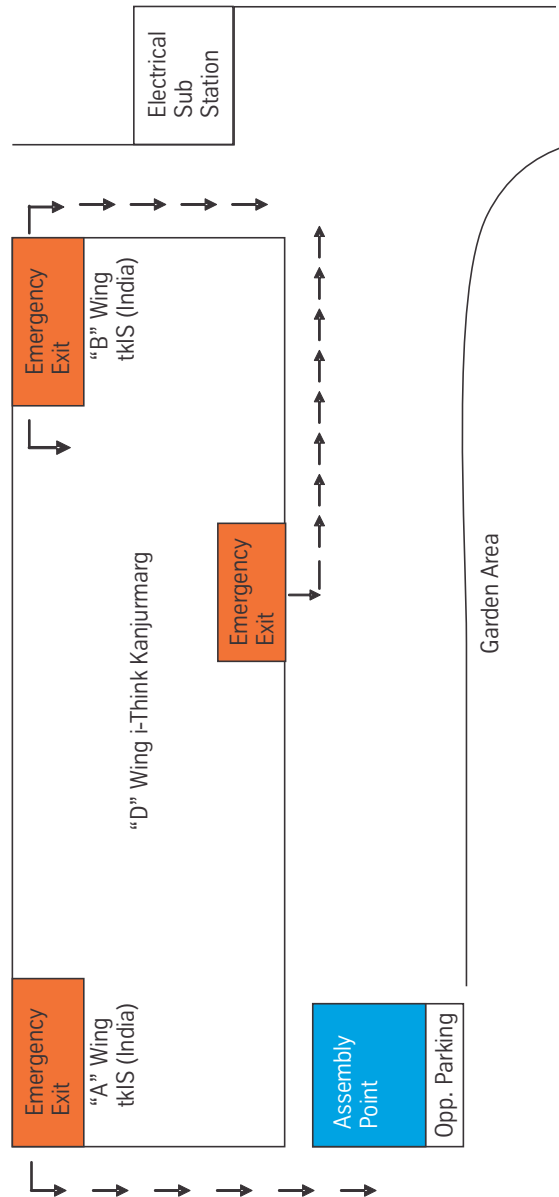 Emergency
Exit
“A” Wing
tkIS (India)
“D” Wing i-Think Kanjurmarg
Emergency
Exit
“B” Wing
tkIS (India)
Emergency
Exit
Electrical
Sub
Station
Assembly
Point
Opp. Parking
Garden Area